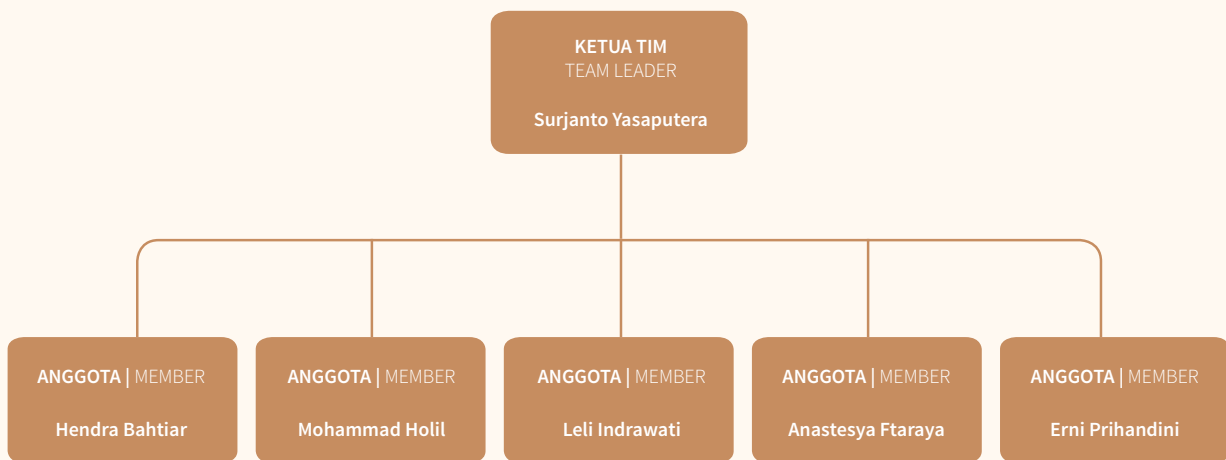 KETUA TIM
TEAM LEADER
Surjanto Yasaputera
ANGGOTA | MEMBER
Hendra Bahtiar
ANGGOTA | MEMBER
Mohammad Holil
ANGGOTA | MEMBER
Leli Indrawati
ANGGOTA | MEMBER
Anastesya Ftaraya
ANGGOTA | MEMBER
Erni Prihandini